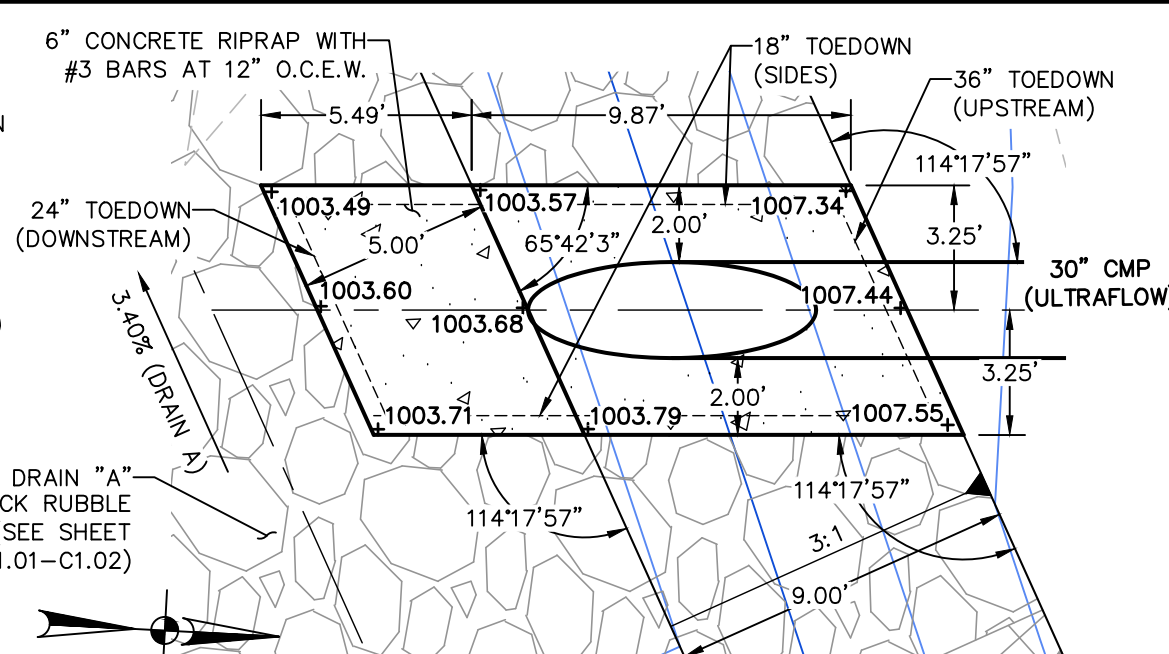 6" CONCRETE RIPRAP WITH
#3 BARS AT 12" O.C.E.W.
18" TOEDOWN
(SIDES)
36" TOEDOWN
(UPSTREAM)
N
5.49'
9.87'
114°17'57"
24" TOEDOWN
(DOWNSTREAM)
1003.49
1003.57
1007.34
2.00'
3.25'
5.00'
65°42'3"
30" CMP
(ULTRAFLOW)
1003.60
1007.44
1003.68
3.40% (DRAIN A)
)
3.25'
2.00'
1003.71
1003.79
1007.55
DRAIN "A"
CK RUBBLE
SEE SHEET
1.01-C1.02)
114°17'57"
114°17'57"
3:1
9.00'